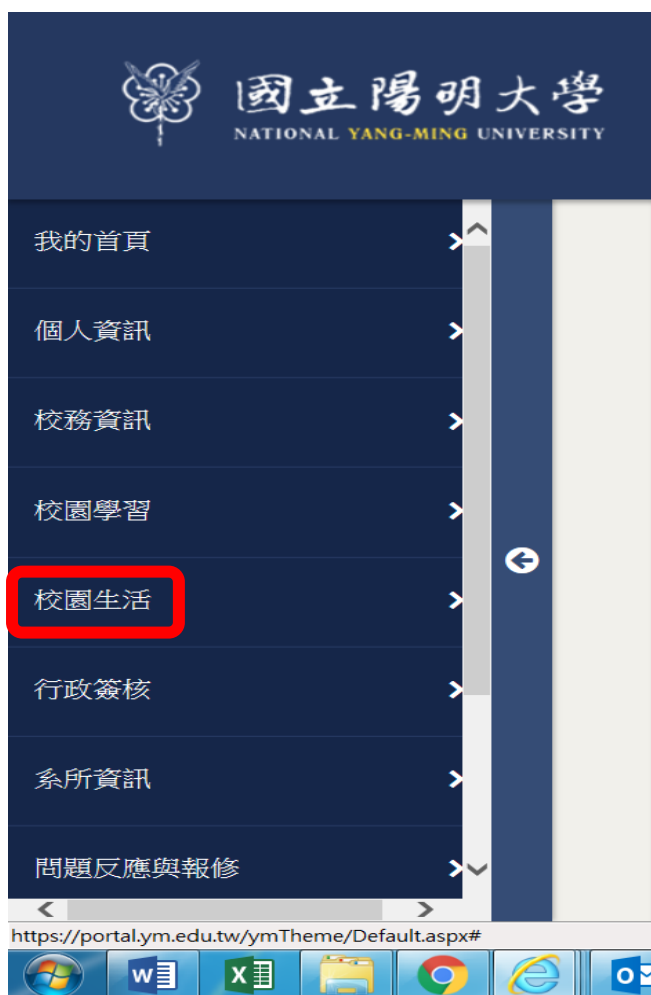 國立陽明大學
NATIONAL YANG-MING UNIVERSITY
我的首頁
個人資訊
校務資訊
校園學習
校園生活
行政簽核
系所資訊
問題反應與報修
https://portal.ym.edu.tw/ymTheme/Default.aspx#